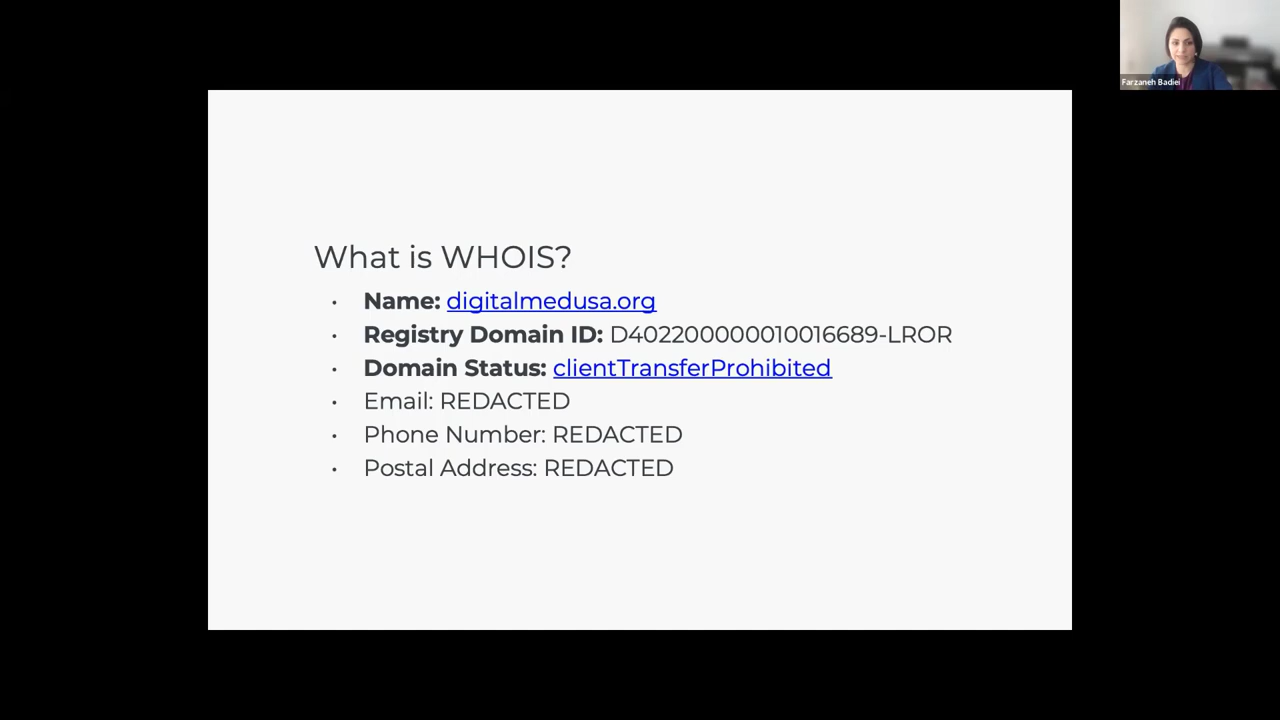 Farzaneh Badiei
What is WHOIS?
• Name: digitalmedusa.org
• Registry Domain ID: D402200000010016689-LROR
• Domain Status: clientTransferProhibited
• Email: REDACTED
• Phone Number: REDACTED
• Postal Address: REDACTED